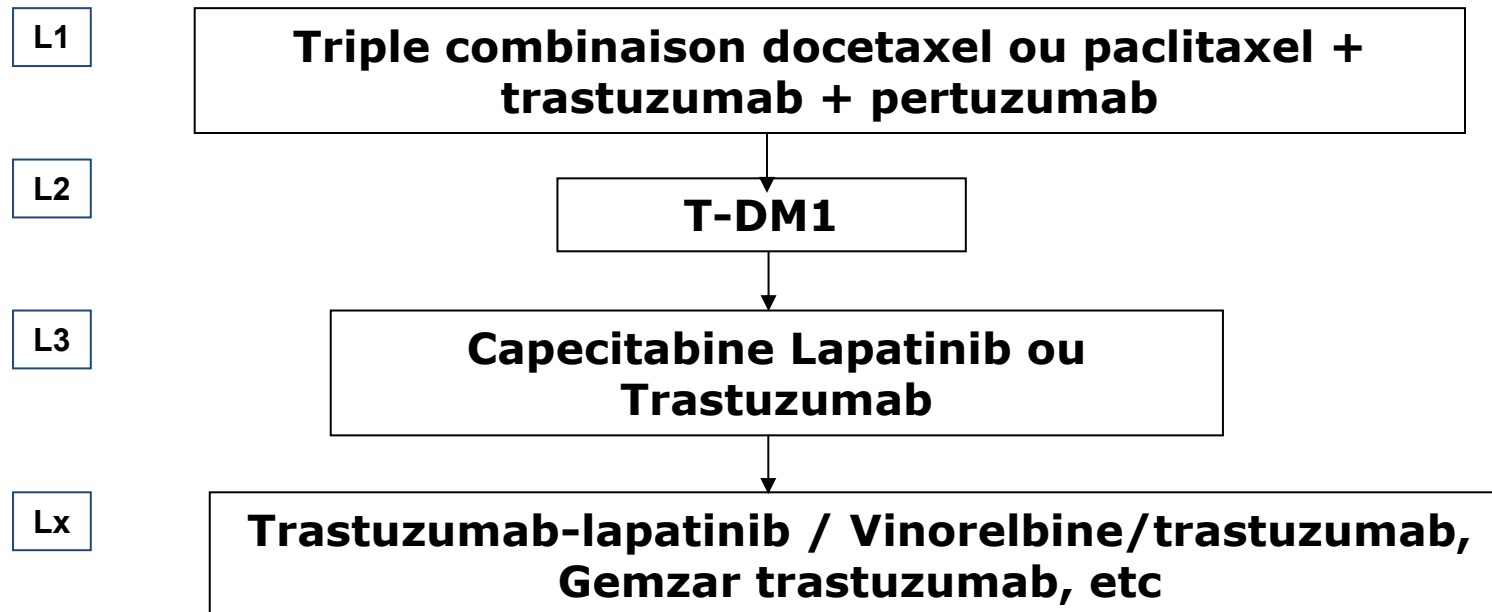 L1
Triple combinaison docetaxel ou paclitaxel +
trastuzumab + pertuzumab
L2
T-DM1
L3
Capecitabine Lapatinib ou
Trastuzumab
Lx
Trastuzumab-lapatinib / Vinorelbine/trastuzumab,
Gemzar trastuzumab, etc